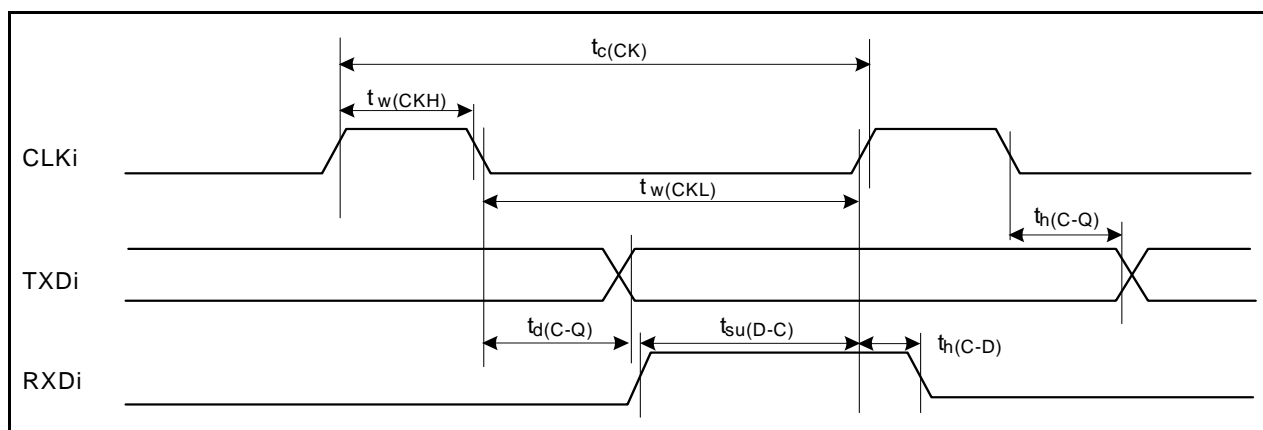 tc(CK)
tw(CKH)
CLKi
tw(CKL)
th(C-Q)
TXDi
td(C-Q)
tsu(D-C)
th(C-D)
RXDi